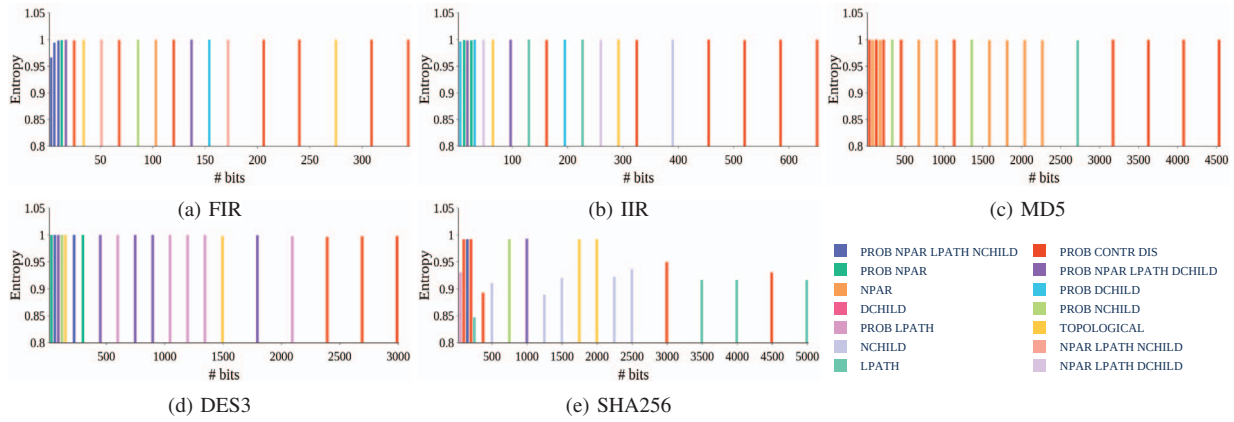 1.05
1
0.95
0.9
0.85
0.8
Entropy
50 100 150 200 250 300
# bits
(a) FIR
1.05
1
0.95
0.9
0.85
0.8
Entropy
100 200 300 400 500 600
# bits
(b) IIR
1.05
1
0.95
0.9
0.85
0.8
Entropy
500 1000 1500 2000 2500 3000 3500 4000 4500
# bits
(c) MD5
1.05
1
0.95
0.9
0.85
0.8
Entropy
500 1000 1500 2000 2500 3000
# bits
(d) DES3
1.05
1
0.95
0.9
0.85
0.8
Entropy
500 1000 1500 2000 2500 3000 3500 4000 4500 5000
# bits
(e) SHA256
PROB NPAR LPATH NCHILD
PROB NPAR
NPAR
DCHILD
PROB LPATH
NCHILD
LPATH
PROB CONTR DIS
PROB NPAR LPATH DCHILD
PROB DCHILD
PROB NCHILD
TOPOLOGICAL
NPAR LPATH NCHILD
NPAR LPATH DCHILD